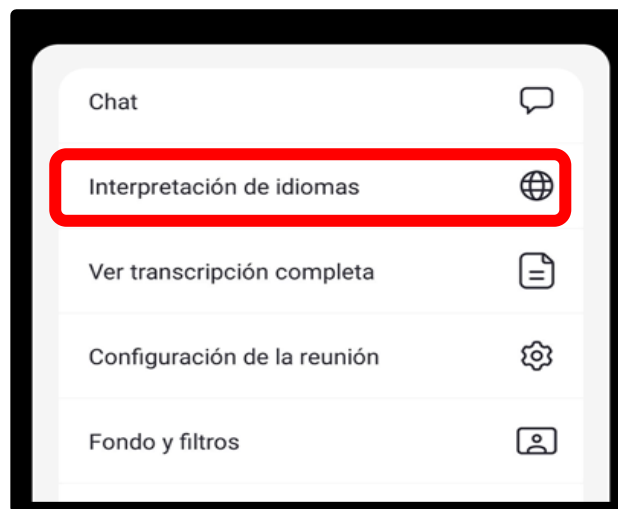 Chat
Interpretación de idiomas
Ver transcripción completa
Configuración de la reunión
Fondo y filtros